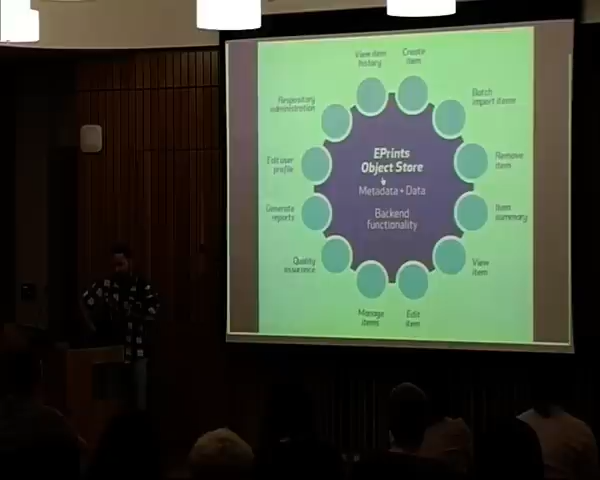 View item
history
Create
item
Batch
import items
Remove
item
Item
summary
View
item
Edit
item
Manage
items
Quality
assurance
Generate
reports
Edit user
profile
Repository
administration
EPrints
Object Store
Metadata + Data
Backend
functionality